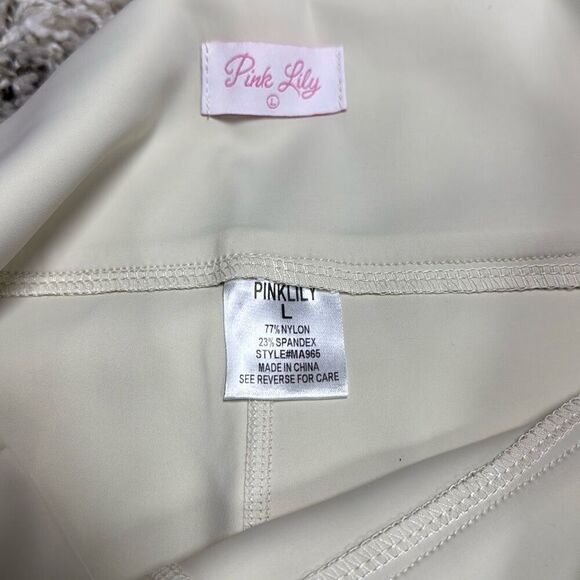 Pink Lily
L
PINKLILY
L
77% NYLON
23% SPANDEX
STYLE#MA965
MADE IN CHINA
SEE REVERSE FOR CARE